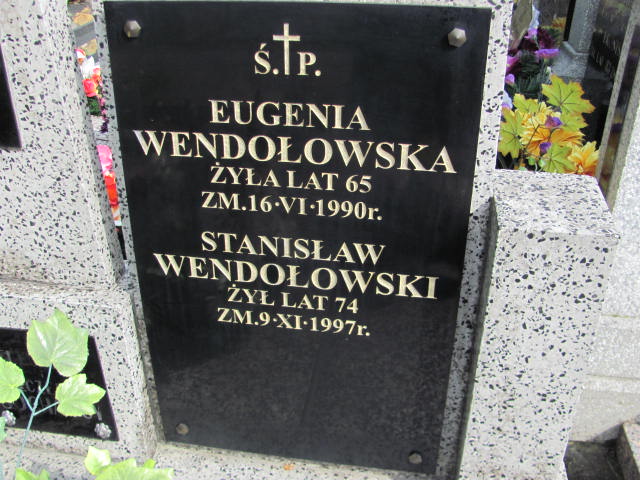 Ś.†P.
EUGENIA
WENDOŁOWSKA
ŻYŁA LAT 65
ZM.16·VI·1990r.
STANISŁAW
WENDOŁOWSKI
ŻYŁ LAT 74
ZM.9·XI·1997r.